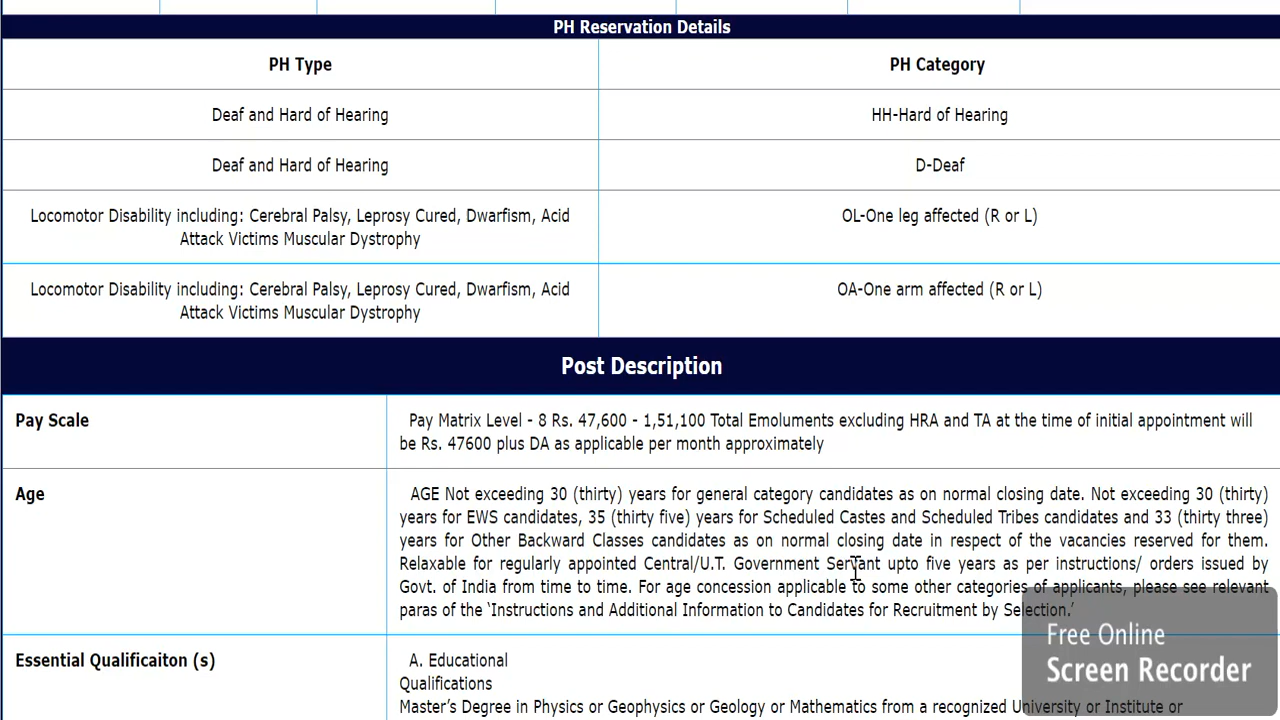 PH Reservation Details
PH Type
PH Category
Deaf and Hard of Hearing
HH-Hard of Hearing
Deaf and Hard of Hearing
D-Deaf
Locomotor Disability including: Cerebral Palsy, Leprosy Cured, Dwarfism, Acid
Attack Victims Muscular Dystrophy
OL-One leg affected (R or L)
Locomotor Disability including: Cerebral Palsy, Leprosy Cured, Dwarfism, Acid
Attack Victims Muscular Dystrophy
OA-One arm affected (R or L)
Post Description
Pay Scale
Pay Matrix Level - 8 Rs. 47,600 - 1,51,100 Total Emoluments excluding HRA and TA at the time of initial appointment will
be Rs. 47600 plus DA as applicable per month approximately
Age
AGE Not exceeding 30 (thirty) years for general category candidates as on normal closing date. Not exceeding 30 (thirty)
years for EWS candidates, 35 (thirty five) years for Scheduled Castes and Scheduled Tribes candidates and 33 (thirty three)
years for Other Backward Classes candidates as on normal closing date in respect of the vacancies reserved for them.
Relaxable for regularly appointed Central/U.T. Government Servant upto five years as per instructions/ orders issued by
Govt. of India from time to time. For age concession applicable to some other categories of applicants, please see relevant
paras of the 'Instructions and Additional Information to Candidates for Recruitment by Selection.'
Essential Qualificaiton (s)
A. Educational
Qualifications
Master's Degree in Physics or Geophysics or Geology or Mathematics from a recognized University or Institute or
Free Online
Screen Recorder